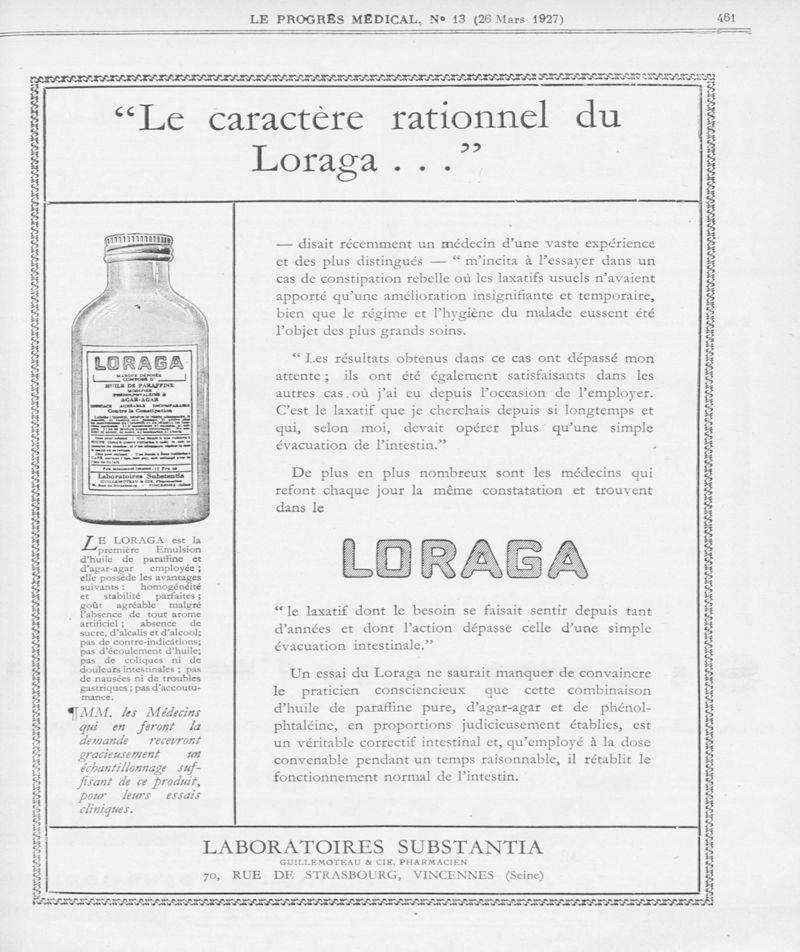 LE PROGRÈS MÉDICAL, No 13 (26 Mars 1927)
461
“Le caractère rationnel du
Loraga . . .”
LORAGA
MARQUE DÉPOSÉE
COMPOSÉ D'
HUILE DE PARAFFINE
AGAR-AGAR
Contre la Constipation
Laboratoires Substantia
GUILLEMOTEAU & CIE, Pharmacien
LE LORAGA est la
première Emulsion
d'huile de paraffine et
d'agar-agar employée ;
elle possède les avantages
suivants : homogénéité
et stabilité parfaites ;
goût agréable malgré
l'absence de tout arome
artificiel ; absence de
sucre, d'alcalis et d'alcool;
pas de contre-indications;
pas d'écoulement d'huile;
pas de coliques ni de
douleurs intestinales ; pas
de nausées ni de troubles
gastriques ; pas d'accoutu-
mance.
¶MM. les Médecins
qui en feront la
demande recevront
gracieusement un
échantillonnage suf-
fisant de ce produit,
pour leurs essais
cliniques.
— disait récemment un médecin d'une vaste expérience
et des plus distingués — “ m'incita à l'essayer dans un
cas de constipation rebelle où les laxatifs usuels n'avaient
apporté qu'une amélioration insignifiante et temporaire,
bien que le régime et l'hygiène du malade eussent été
l'objet des plus grands soins.
“ Les résultats obtenus dans ce cas ont dépassé mon
attente ; ils ont été également satisfaisants dans les
autres cas où j'ai eu depuis l'occasion de l'employer.
C'est le laxatif que je cherchais depuis si longtemps et
qui, selon moi, devait opérer plus qu'une simple
évacuation de l'intestin.”
De plus en plus nombreux sont les médecins qui
refont chaque jour la même constatation et trouvent
dans le
LORAGA
“ le laxatif dont le besoin se faisait sentir depuis tant
d'années et dont l'action dépasse celle d'une simple
évacuation intestinale.”
Un essai du Loraga ne saurait manquer de convaincre
le praticien consciencieux que cette combinaison
d'huile de paraffine pure, d'agar-agar et de phénol-
phtaléine, en proportions judicieusement établies, est
un véritable correctif intestinal et, qu'employé à la dose
convenable pendant un temps raisonnable, il rétablit le
fonctionnement normal de l'intestin.
LABORATOIRES SUBSTANTIA
GUILLEMOTEAU & CIE, PHARMACIEN
70, RUE DE STRASBOURG, VINCENNES (Seine)